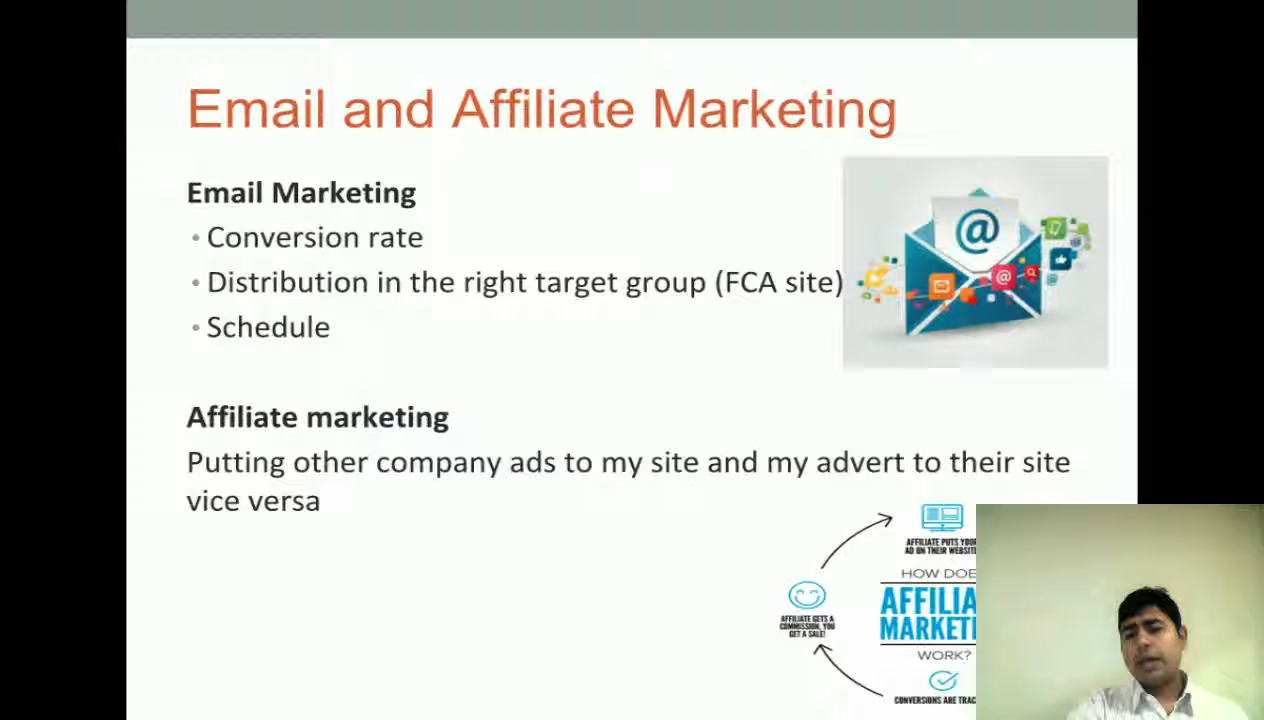 Email and Affiliate Marketing
Email Marketing
• Conversion rate
• Distribution in the right target group (FCA site)
• Schedule
@
@
Affiliate marketing
Putting other company ads to my site and my advert to their site
vice versa
AFFILIATE PUTS YOUR
AD ON THEIR WEBSITE
HOW DOE
AFFILIA
MARKETI
WORK?
AFFILIATE GETS A
COMMISSION, YOU
GET A SALE!
CONVERSIONS ARE TRAC